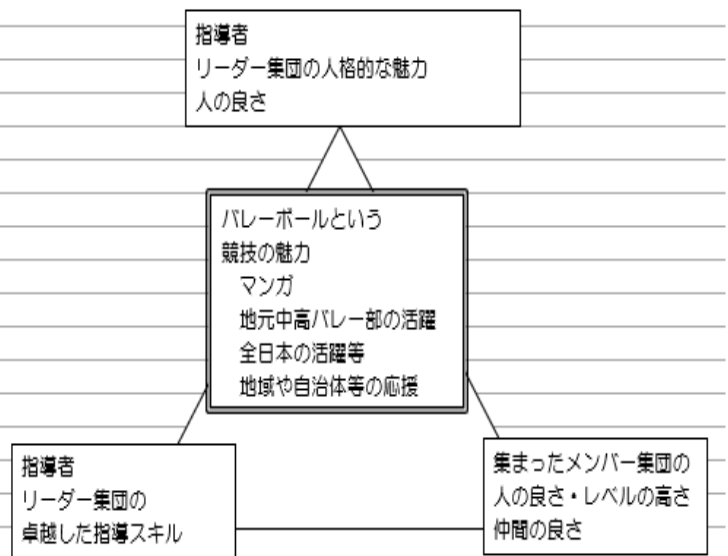 指導者
リーダー集団の人格的な魅力
人の良さ
バレーボールという
競技の魅力
マンガ
地元中高バレー部の活躍
全日本の活躍等
地域や自治体等の応援
指導者
リーダー集団の
卓越した指導スキル
集まったメンバー集団の
人の良さ・レベルの高さ
仲間の良さ